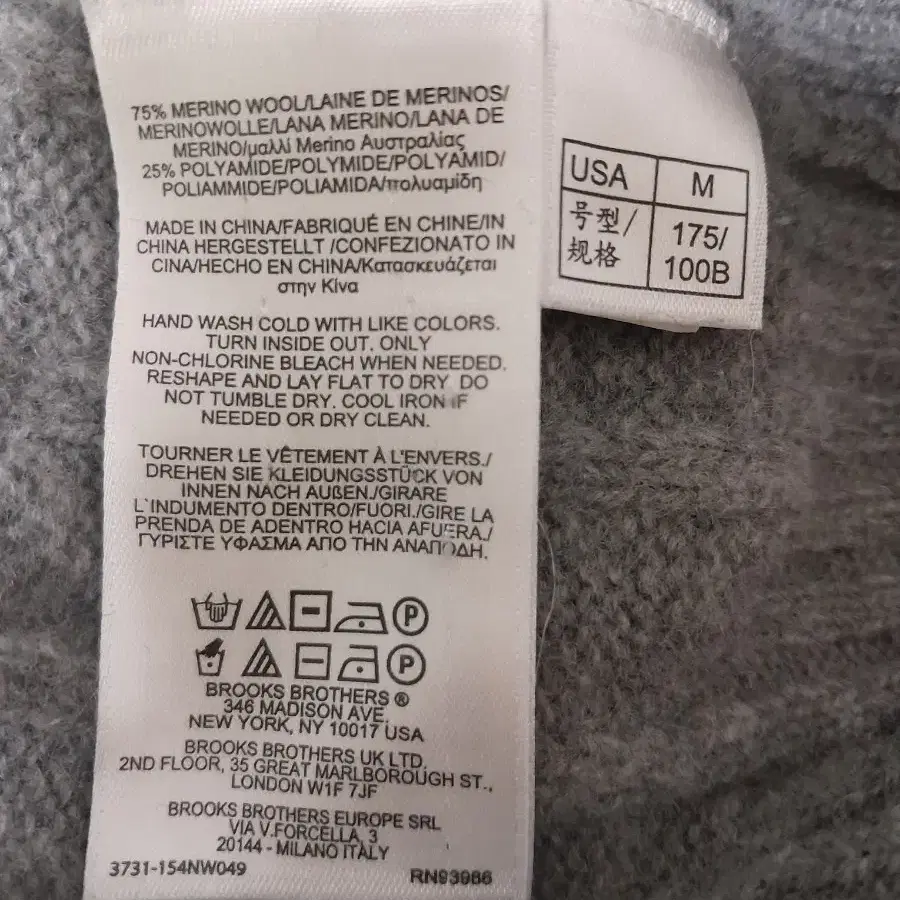 75% MERINO WOOL/LAINE DE MERINOS/
MERINOWOLLE/LANA MERINO/LANA DE
MERINO/μαλλί Merino Αυστραλίας
25% POLYAMIDE/POLYMIDE/POLYAMID/
POLIAMMIDE/POLIAMIDA/πολυαμίδη
MADE IN CHINA/FABRIQUÉ EN CHINE/IN
CHINA HERGESTELLT /CONFEZIONATO IN
CINA/HECHO EN CHINA/Κατασκευάζεται
στην Κίνα
HAND WASH COLD WITH LIKE COLORS.
TURN INSIDE OUT. ONLY
NON-CHLORINE BLEACH WHEN NEEDED.
RESHAPE AND LAY FLAT TO DRY. DO
NOT TUMBLE DRY. COOL IRON IF
NEEDED OR DRY CLEAN.
TOURNER LE VÊTEMENT À L'ENVERS./
DREHEN SIE KLEIDUNGSSTÜCK VON
INNEN NACH AUßEN./GIRARE
L`INDUMENTO DENTRO/FUORI./GIRE LA
PRENDA DE ADENTRO HACIA AFUERA./
ΓΥΡΙΣΤΕ ΥΦΑΣΜΑ ΑΠΟ ΤΗΝ ΑΝΑΠΟΔΗ.
P
P
BROOKS BROTHERS ®
346 MADISON AVE.
NEW YORK, NY 10017 USA
BROOKS BROTHERS UK LTD.
2ND FLOOR, 35 GREAT MARLBOROUGH ST.,
LONDON W1F 7JF
BROOKS BROTHERS EUROPE SRL
VIA V.FORCELLA, 3
20144 - MILANO ITALY
3731-154NW049 RN93986
USA M
号型/ 175/
规格 100B